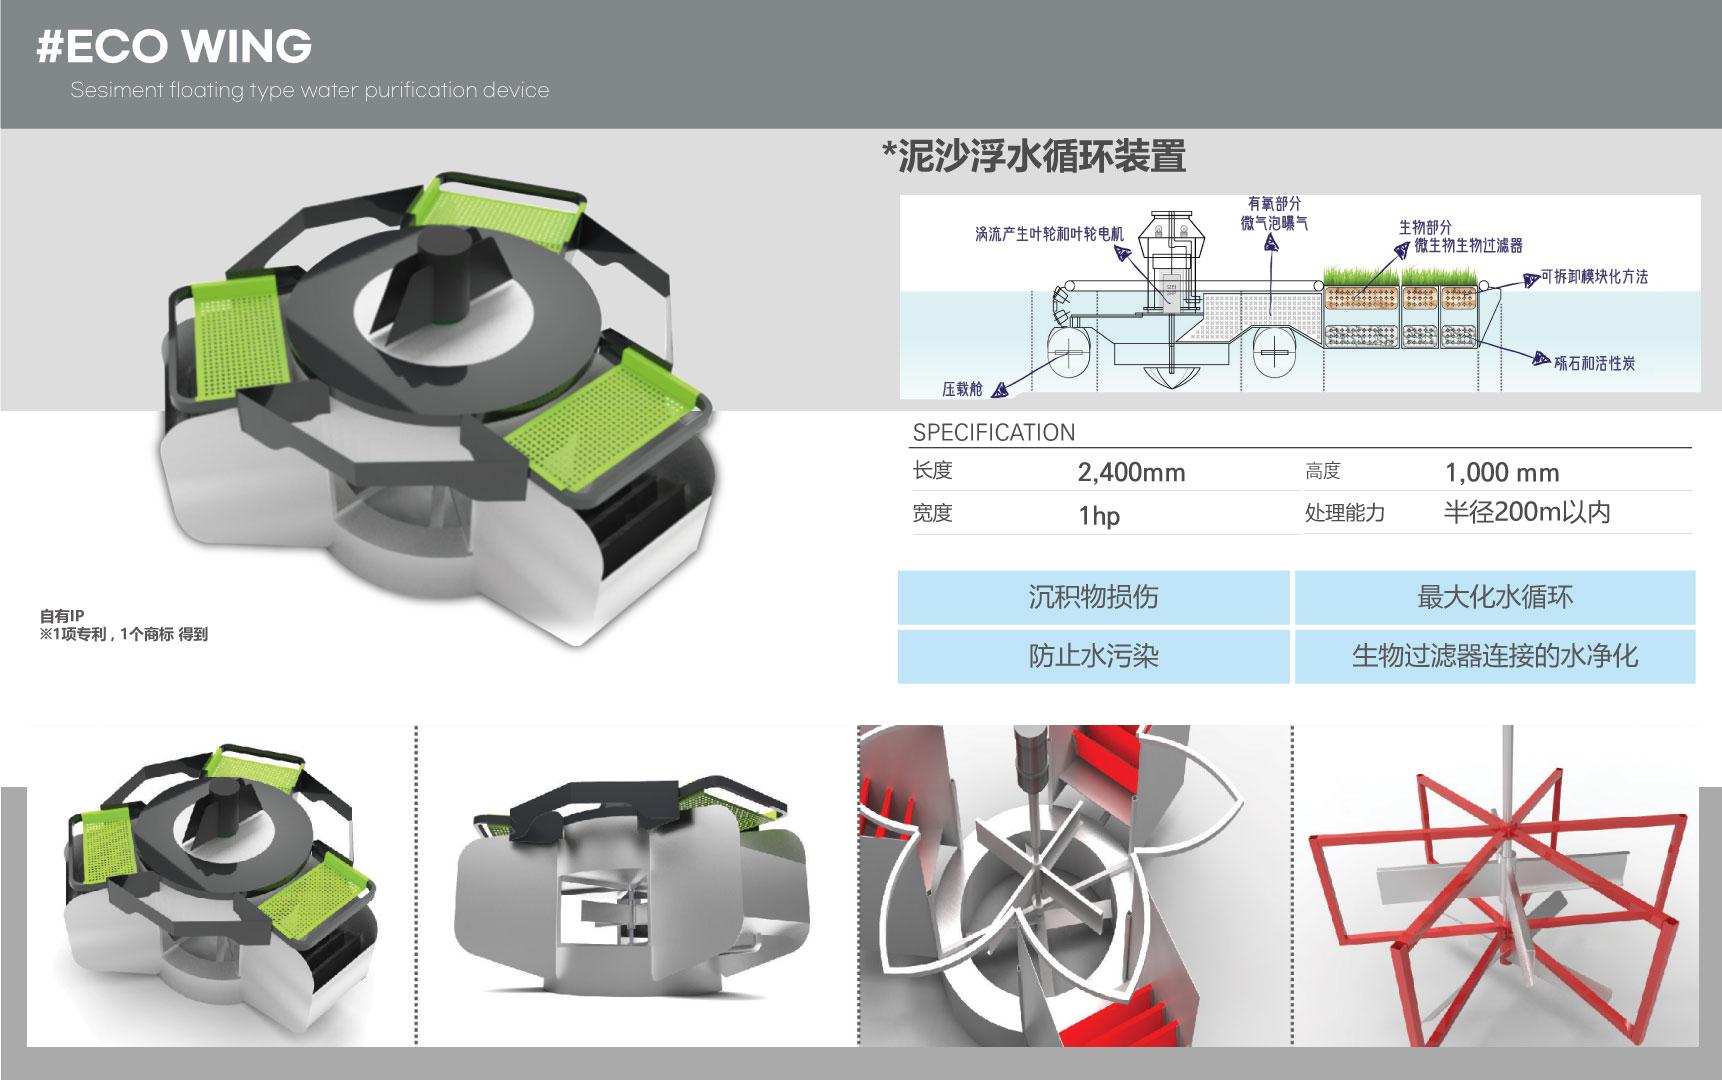 #ECO WING
Sesiment floating type water purification device
*泥沙浮水循环装置
有氧部分
微气泡曝气
涡流产生叶轮和叶轮电机
生物部分
微生物生物过滤器
可拆卸模块化方法
砾石和活性炭
压载舱
SPECIFICATION
长度 2,400mm 高度 1,000 mm
宽度 1hp 处理能力 半径200m以内
沉积物损伤 最大化水循环
防止水污染 生物过滤器连接的水净化
自有IP
※1项专利 , 1个商标 得到